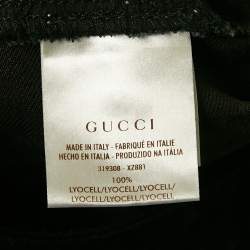 GUCCI
MADE IN ITALY - FABRIQUÉ EN ITALIE
HECHO EN ITALIA - PRODUZIDO NA ITÁLIA
319308 - XZ881
100%
LYOCELL/LYOCELL/LYOCELL/
LYOCELL/LYOCELL/LYOCELL